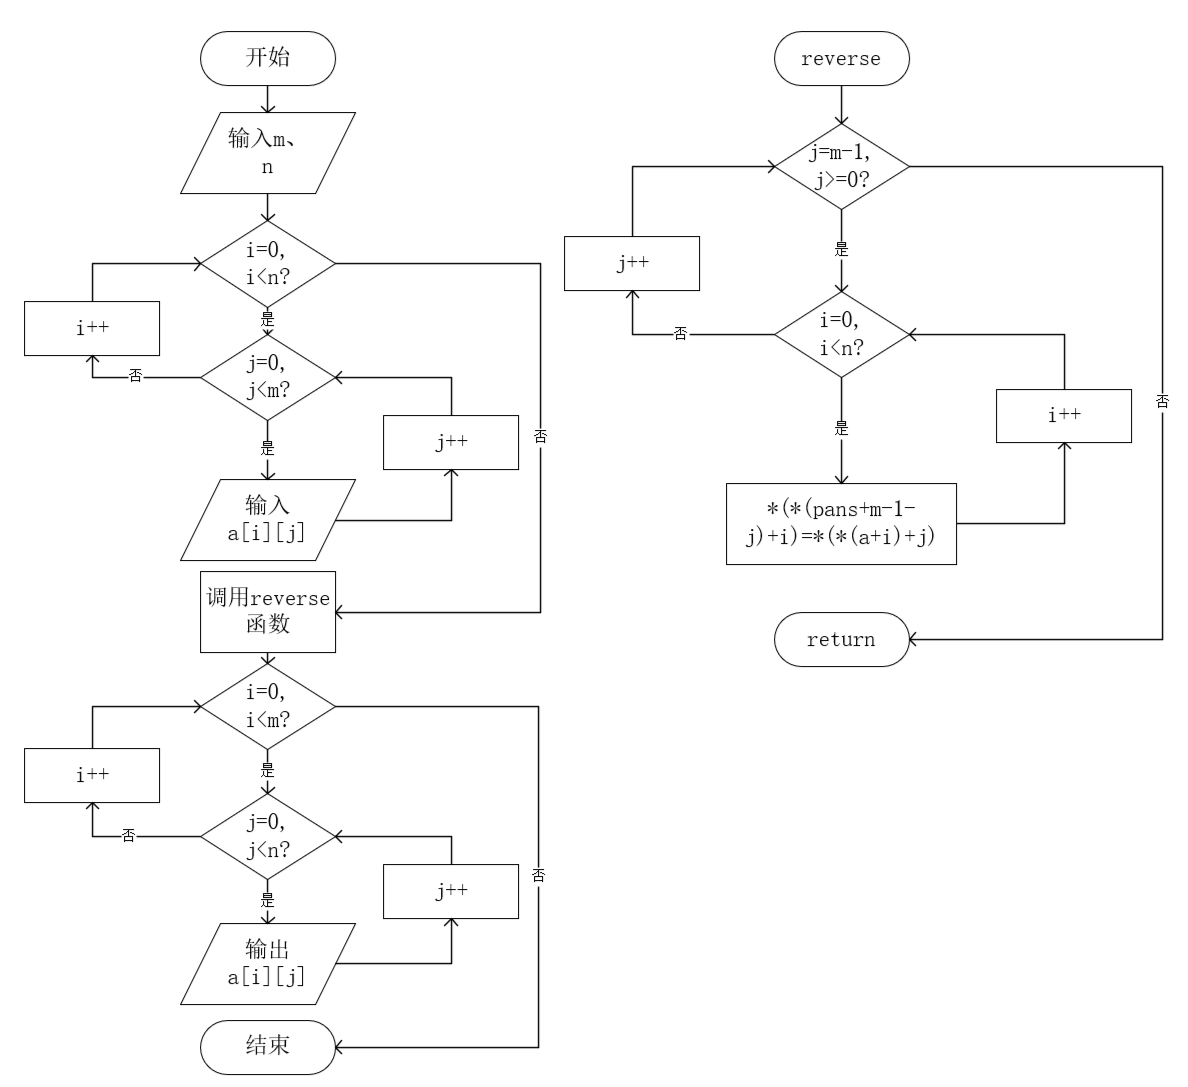 开始
输入m、
n
i=0,
i<n?
是
i++
j=0,
j<m?
否
是
j++
否
输入
a[i][j]
调用reverse
函数
i=0,
i<m?
是
i++
j=0,
j<n?
否
是
j++
否
输出
a[i][j]
结束
reverse
j=m-1,
j>=0?
是
j++
i=0,
i<n?
否
是
i++
否
*(*(pans+m-1-
j)+i)=*(*(a+i)+j)
return